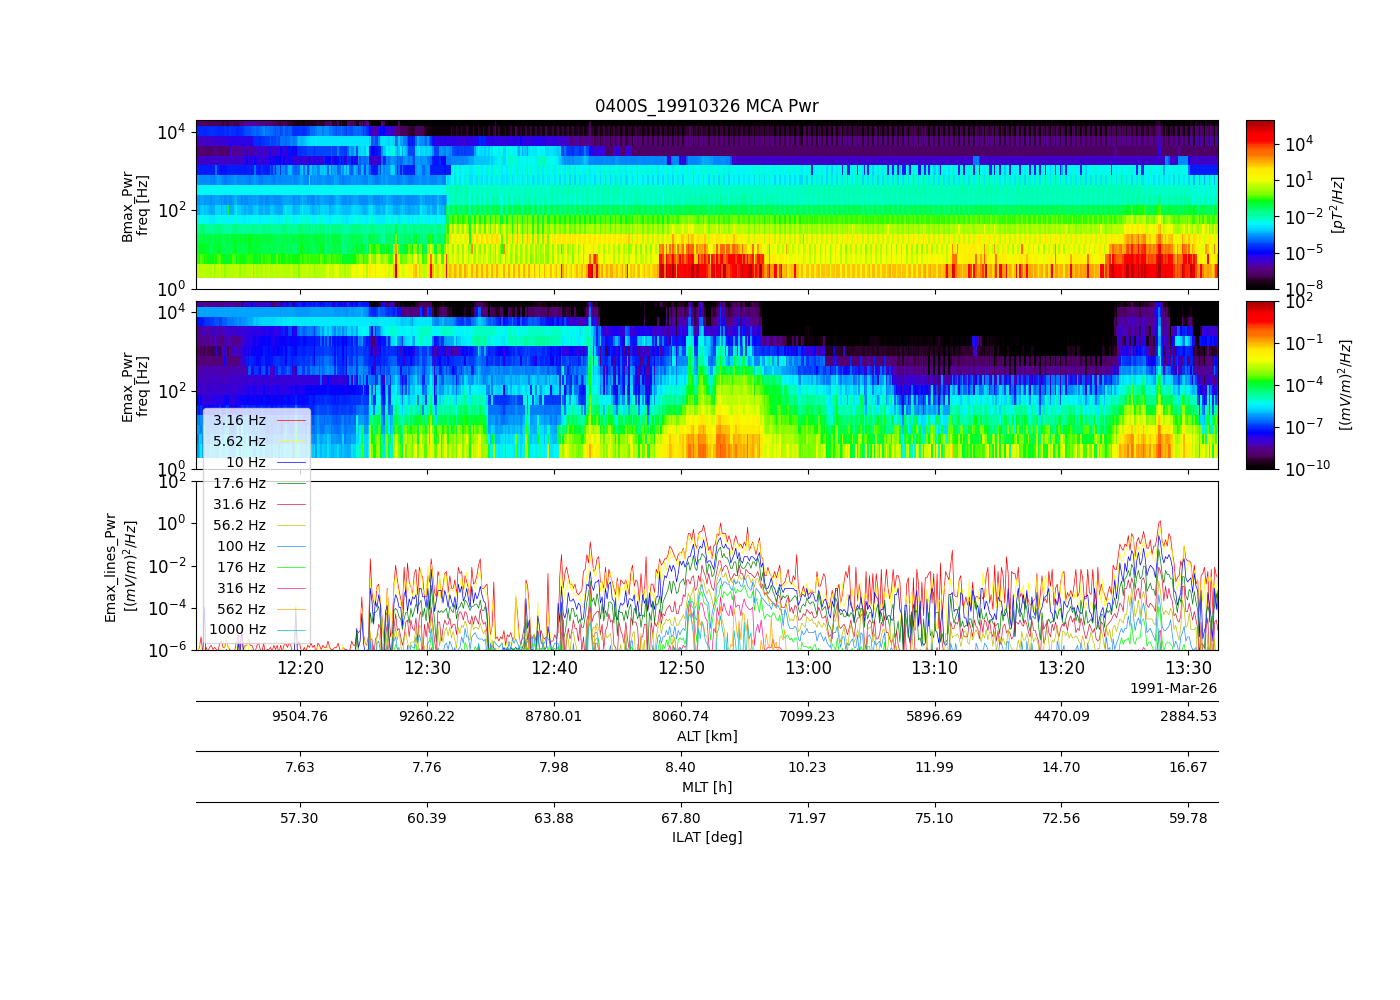 0400S_19910326 MCA Pwr
Bmax_Pwr
freq [Hz]
10^4
10^2
10^0
10^4
10^1
10^-2
10^-5
10^-8
[pT^2/Hz]
Emax_Pwr
freq [Hz]
10^4
10^2
10^0
10^2
10^-1
10^-4
10^-7
10^-10
[(mV/m)^2/Hz]
Emax_lines_Pwr
[(mV/m)^2/Hz]
10^2
10^0
10^-2
10^-4
10^-6
3.16 Hz
5.62 Hz
10 Hz
17.6 Hz
31.6 Hz
56.2 Hz
100 Hz
176 Hz
316 Hz
562 Hz
1000 Hz
12:20 12:30 12:40 12:50 13:00 13:10 13:20 13:30
1991-Mar-26
9504.76 9260.22 8780.01 8060.74 7099.23 5896.69 4470.09 2884.53
ALT [km]
7.63 7.76 7.98 8.40 10.23 11.99 14.70 16.67
MLT [h]
57.30 60.39 63.88 67.80 71.97 75.10 72.56 59.78
ILAT [deg]